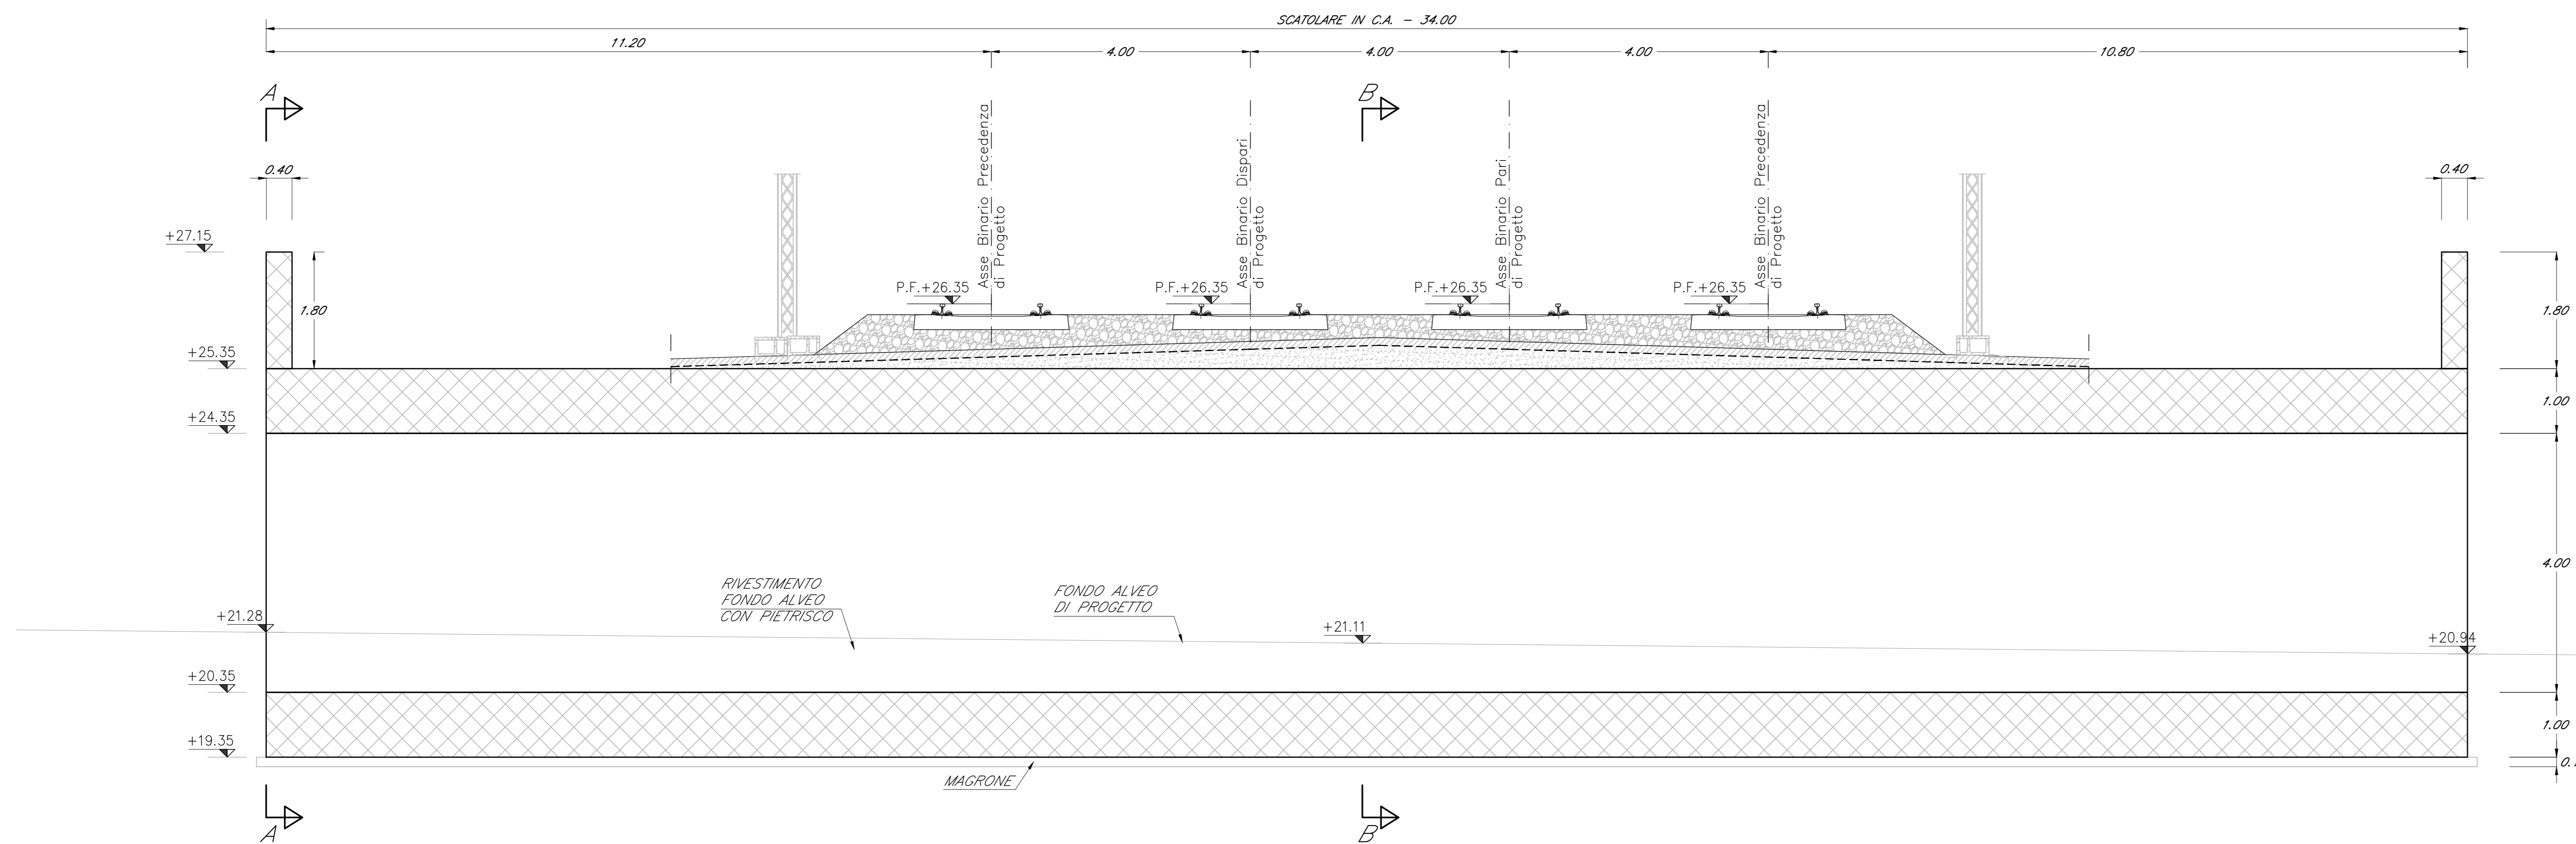 SCATOLARE IN C.A. – 34.00
11.20
4.00
4.00
4.00
10.80
A
B
0.40
0.40
Asse Binario Precedenza
di Progetto
Asse Binario Dispari
di Progetto
Asse Binario Pari
di Progetto
Asse Binario Precedenza
di Progetto
+27.15
1.80
1.80
P.F.+26.35
P.F.+26.35
P.F.+26.35
P.F.+26.35
+25.35
1.00
+24.35
4.00
RIVESTIMENTO
FONDO ALVEO
CON PIETRISCO
FONDO ALVEO
DI PROGETTO
+21.28
+21.11
+20.94
+20.35
1.00
+19.35
MAGRONE
A
B